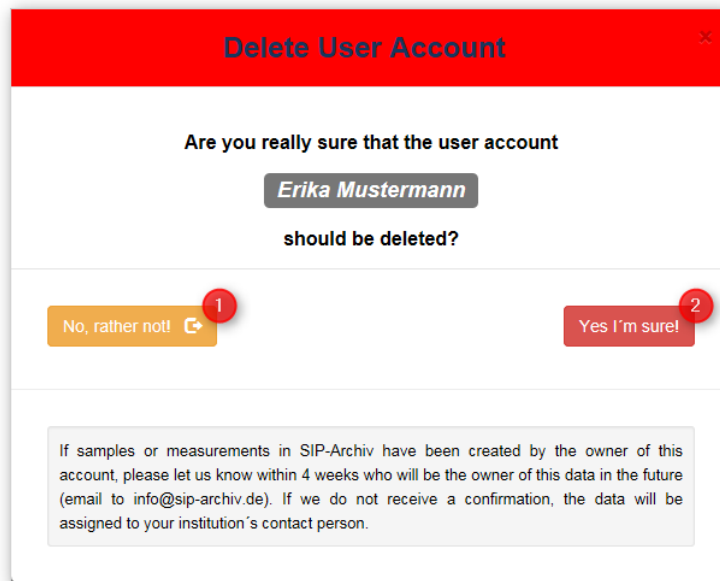 Delete User Account
×
Are you really sure that the user account
Erika Mustermann
should be deleted?
1
2
No, rather not!
Yes I´m sure!
If samples or measurements in SIP-Archiv have been created by the owner of this
account, please let us know within 4 weeks who will be the owner of this data in the future
(email to info@sip-archiv.de). If we do not receive a confirmation, the data will be
assigned to your institution´s contact person.